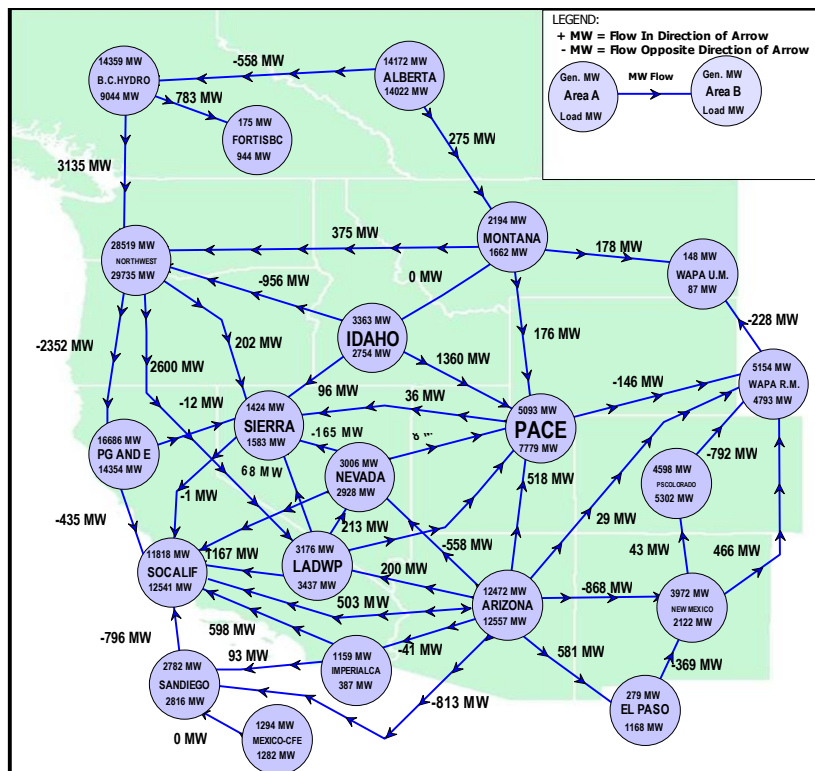 LEGEND:
+ MW = Flow In Direction of Arrow
- MW = Flow Opposite Direction of Arrow
Gen. MW
Area A
Load MW
MW Flow
Gen. MW
Area B
Load MW
14359 MW
B.C.HYDRO
9044 MW
-558 MW
14172 MW
ALBERTA
14022 MW
783 MW
175 MW
FORTISBC
944 MW
275 MW
3135 MW
28519 MW
NORTHWEST
29735 MW
375 MW
2194 MW
MONTANA
1662 MW
178 MW
148 MW
WAPA U.M.
87 MW
0 MW
-956 MW
3363 MW
IDAHO
2754 MW
176 MW
-228 MW
-2352 MW
2600 MW
202 MW
1360 MW
-146 MW
5154 MW
WAPA R.M.
4793 MW
-12 MW
96 MW
36 MW
1424 MW
SIERRA
1583 MW
5093 MW
PACE
7779 MW
16686 MW
PG AND E
14354 MW
-165 MW
-792 MW
68 MW
3006 MW
NEVADA
2928 MW
518 MW
4598 MW
PSCOLORADO
5302 MW
-1 MW
213 MW
29 MW
-435 MW
11818 MW
SOCALIF
12541 MW
1167 MW
3176 MW
LADWP
3437 MW
-558 MW
43 MW
466 MW
200 MW
12472 MW
ARIZONA
12557 MW
-868 MW
3972 MW
NEW MEXICO
2122 MW
503 MW
598 MW
-796 MW
93 MW
1159 MW
IMPERIALCA
387 MW
-41 MW
581 MW
-369 MW
2782 MW
SANDIEGO
2816 MW
-813 MW
279 MW
EL PASO
1168 MW
0 MW
1294 MW
MEXICO-CFE
1282 MW